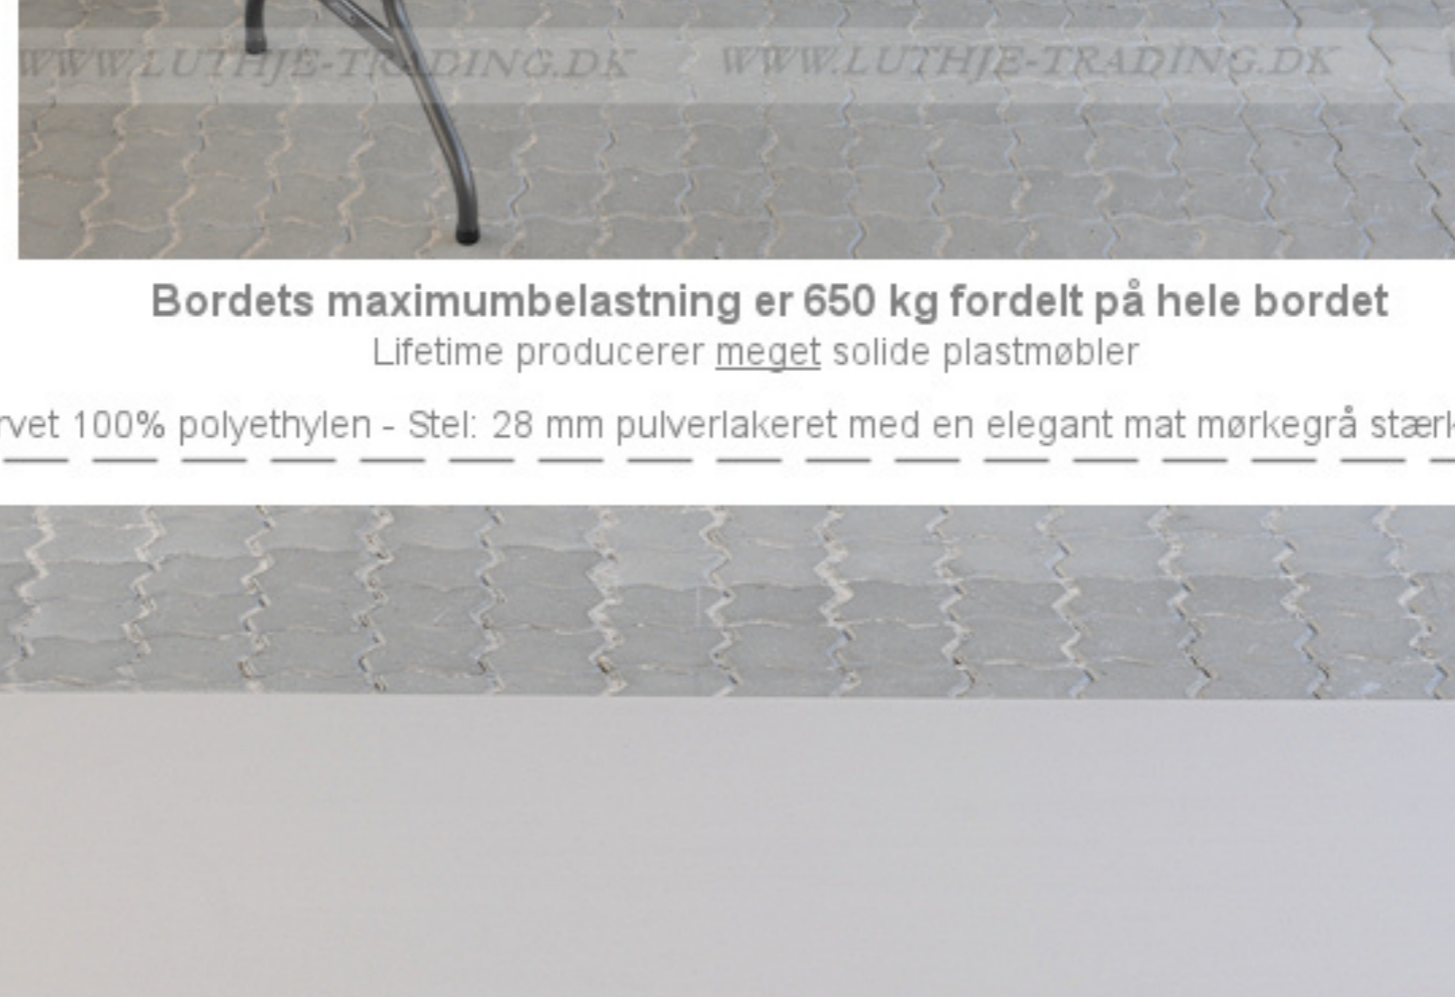 WWW.LUTHJE-TRADING.DK WWW.LUTHJE-TRADING.DK
Bordets maximumbelastning er 650 kg fordelt på hele bordet
Lifetime producerer meget solide plastmøbler
100% polyethylen - Stel: 28 mm pulverlakeret med en elegant mat mørkegrå